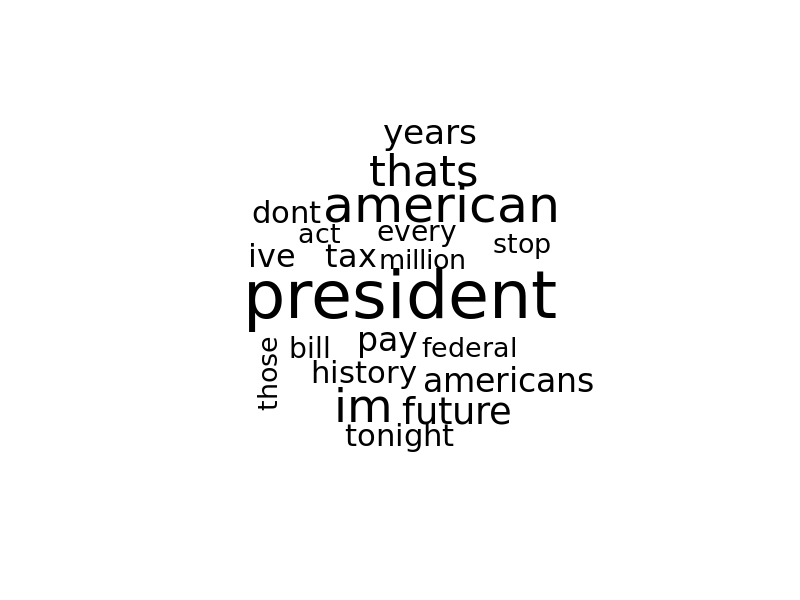 years
thats
dont american
act every stop
ive tax million
president
those bill pay federal
history americans
im future
tonight